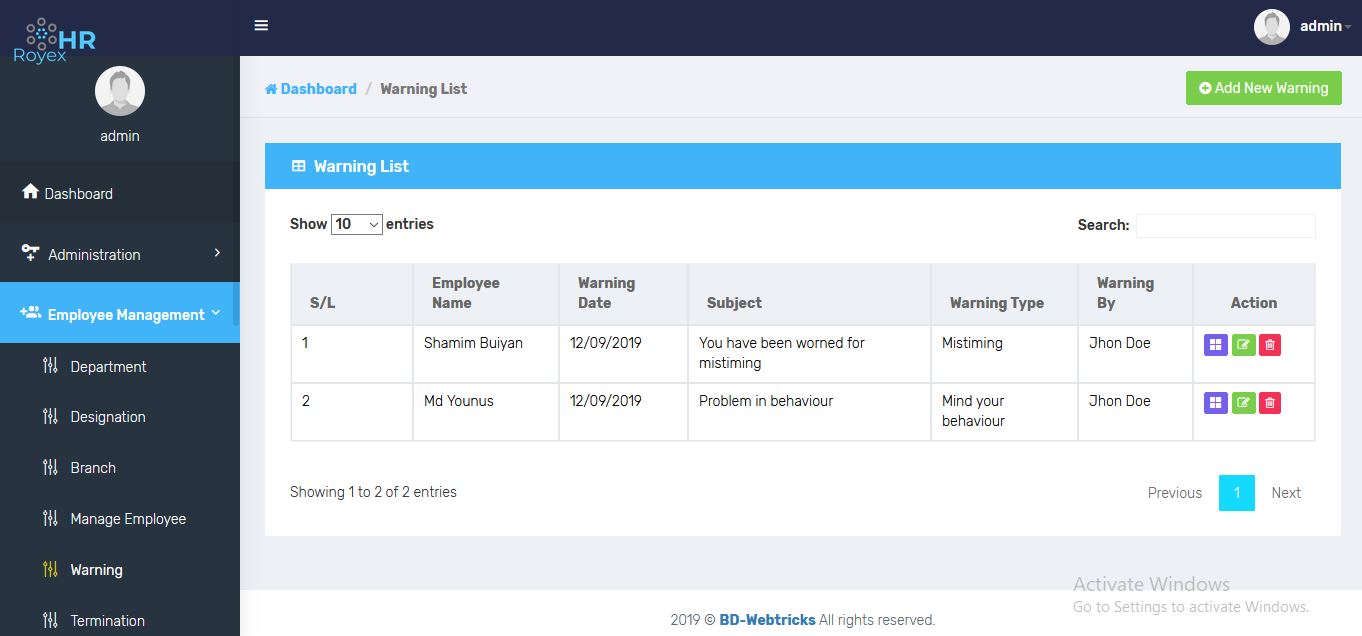 HR
Royex
admin
admin
Dashboard
Administration
Employee Management
Department
Designation
Branch
Manage Employee
Warning
Termination
Dashboard / Warning List
Add New Warning
Warning List
Show 10 entries
Search:
S/L
Employee
Name
Warning
Date
Subject
Warning Type
Warning
By
Action
1
Shamim Buiyan
12/09/2019
You have been worned for
mistiming
Mistiming
Jhon Doe
2
Md Younus
12/09/2019
Problem in behaviour
Mind your
behaviour
Jhon Doe
Showing 1 to 2 of 2 entries
Previous 1 Next
Activate Windows
Go to Settings to activate Windows.
2019 © BD-Webtricks All rights reserved.